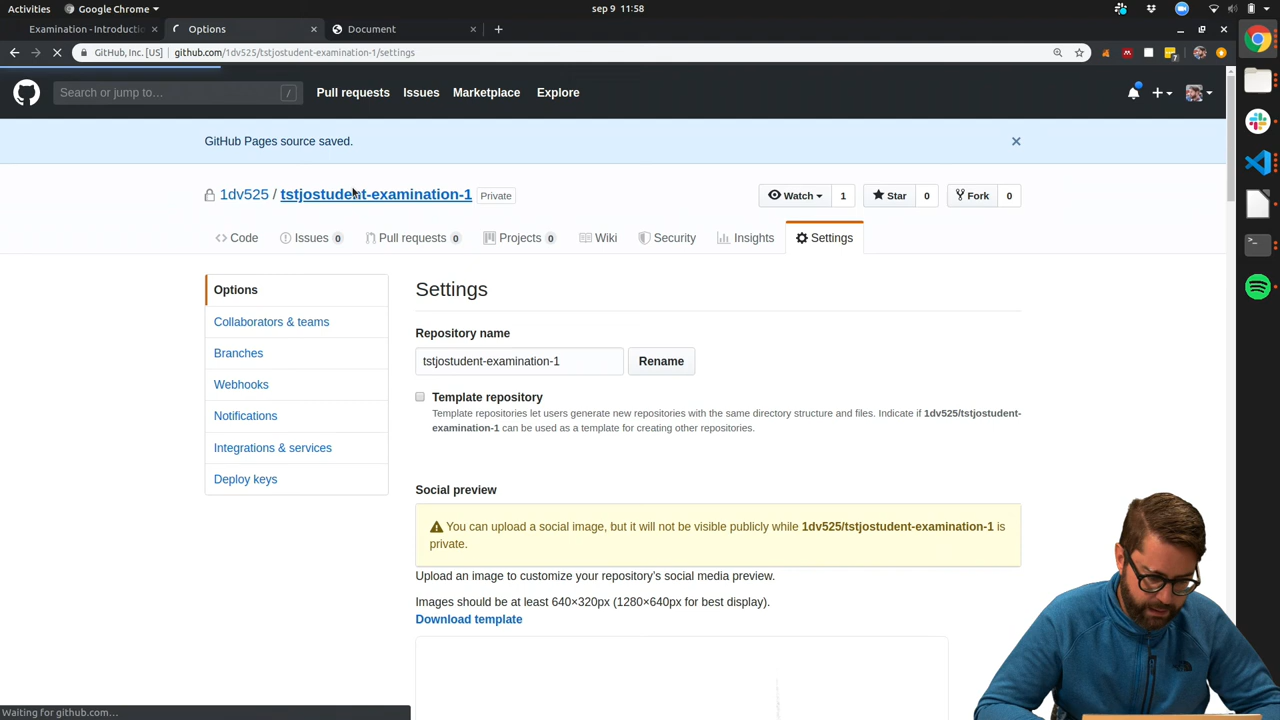 Activities
Google Chrome
sep 9 11:58
Examination - Introductio
Options
Document
GitHub, Inc. [US]
github.com/1dv525/tstjostudent-examination-1/settings
7
Search or jump to…
/
Pull requests
Issues
Marketplace
Explore
GitHub Pages source saved.
1dv525 / tstjostudent-examination-1
Private
Watch
1
Star
0
Fork
0
Code
Issues 0
Pull requests 0
Projects 0
Wiki
Security
Insights
Settings
Options
Collaborators & teams
Branches
Webhooks
Notifications
Integrations & services
Deploy keys
Settings
Repository name
tstjostudent-examination-1
Rename
Template repository
Template repositories let users generate new repositories with the same directory structure and files. Indicate if 1dv525/tstjostudent-
examination-1 can be used as a template for creating other repositories.
Social preview
You can upload a social image, but it will not be visible publicly while 1dv525/tstjostudent-examination-1 is
private.
Upload an image to customize your repository's social media preview.
Images should be at least 640×320px (1280×640px for best display).
Download template
Waiting for github.com…